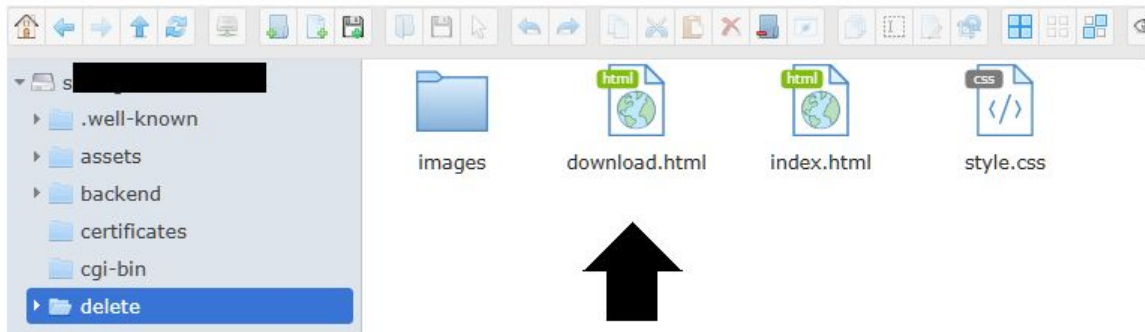 s
.well-known
assets
backend
certificates
cgi-bin
delete
html
html
css
images
download.html
index.html
style.css